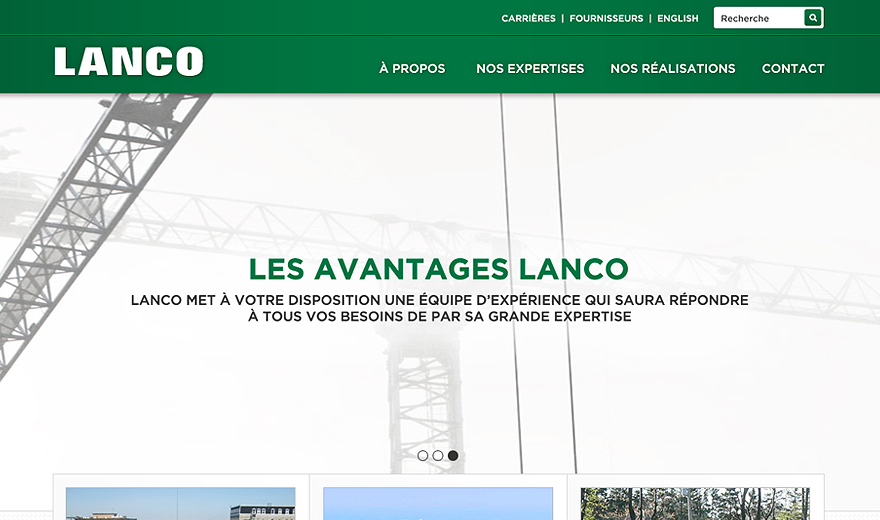 CARRIÈRES | FOURNISSEURS | ENGLISH
Recherche
LANCO
À PROPOS
NOS EXPERTISES
NOS RÉALISATIONS
CONTACT
LES AVANTAGES LANCO
LANCO MET À VOTRE DISPOSITION UNE ÉQUIPE D'EXPÉRIENCE QUI SAURA RÉPONDRE
À TOUS VOS BESOINS DE PAR SA GRANDE EXPERTISE